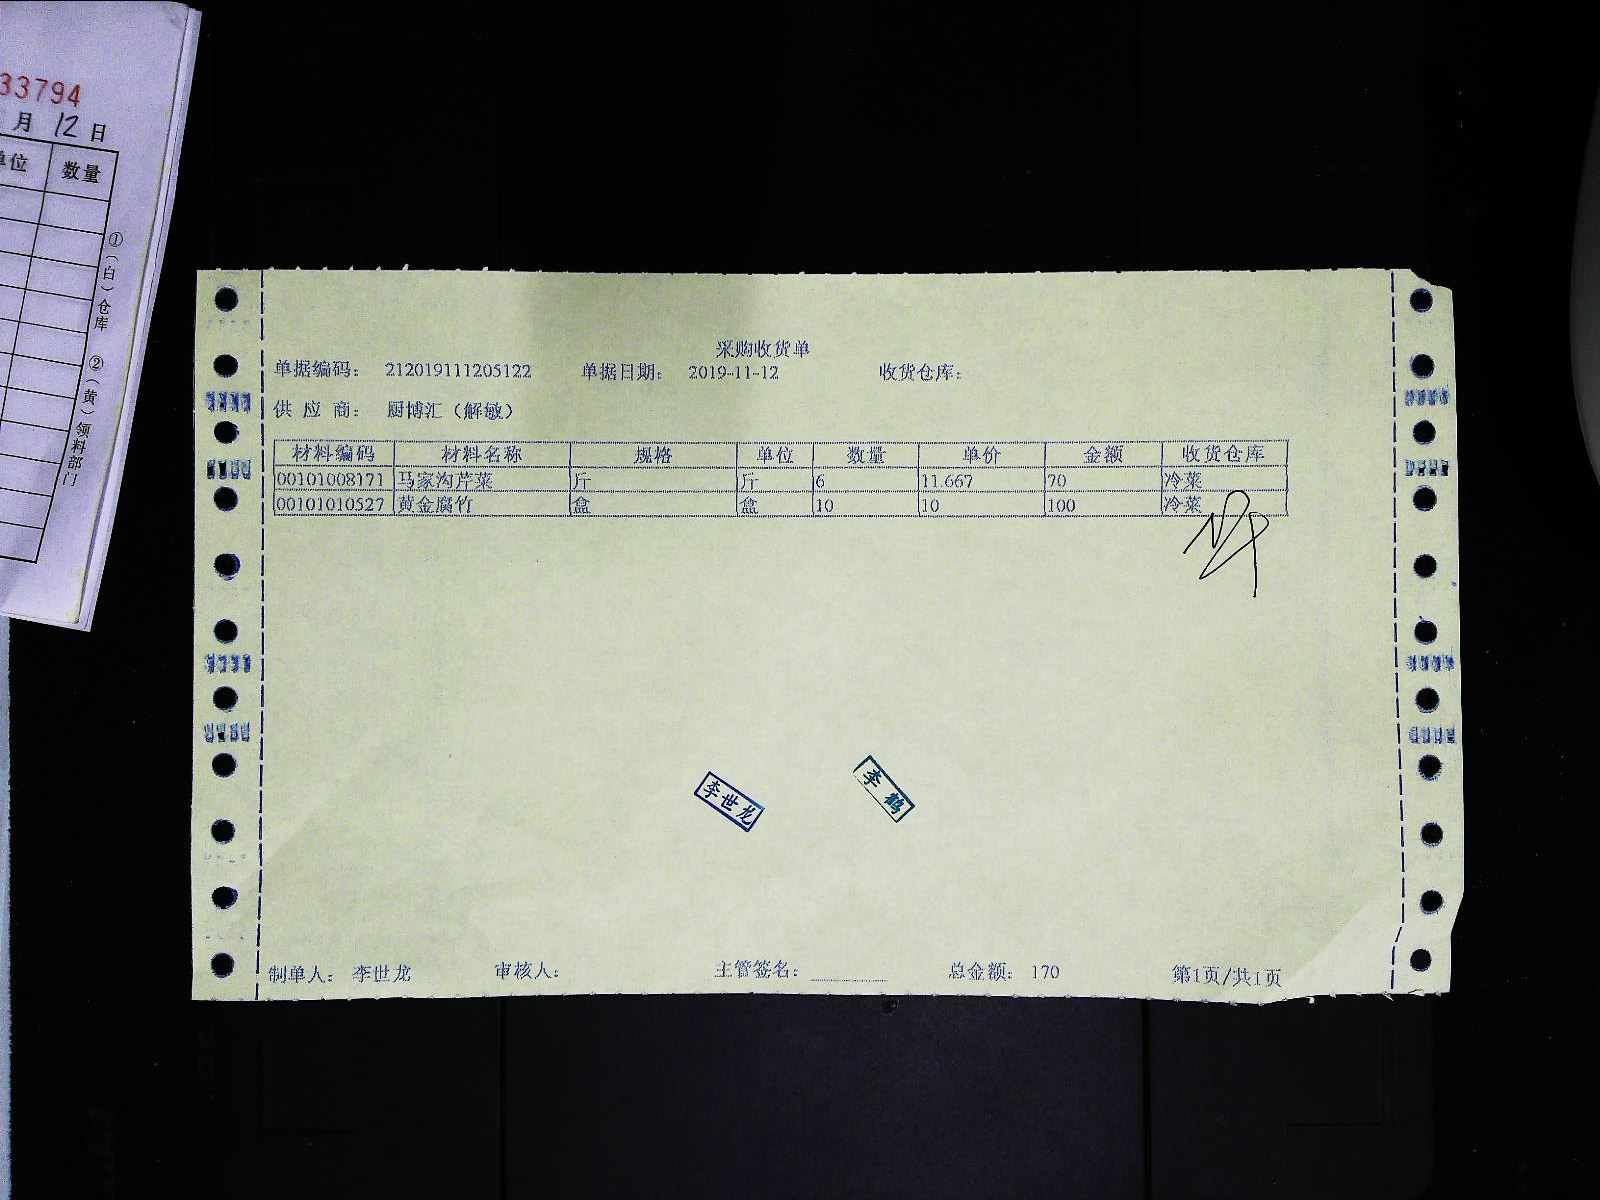 33794
月 12 日
单位 数量
①(白)仓库 ②(黄)领料部门
采购收货单
单据编码: 212019111205122 单据日期: 2019-11-12 收货仓库:
供 应 商: 厨博汇(解敏)
材料编码 材料名称 规格 单位 数量 单价 金额 收货仓库
00101008171 马家沟芹菜 斤 斤 6 11.667 70 冷菜
00101010527 黄金腐竹 盒 盒 10 10 100 冷菜
李世龙 李鹤
制单人: 李世龙 审核人: 主管签名: 总金额: 170 第1页/共1页